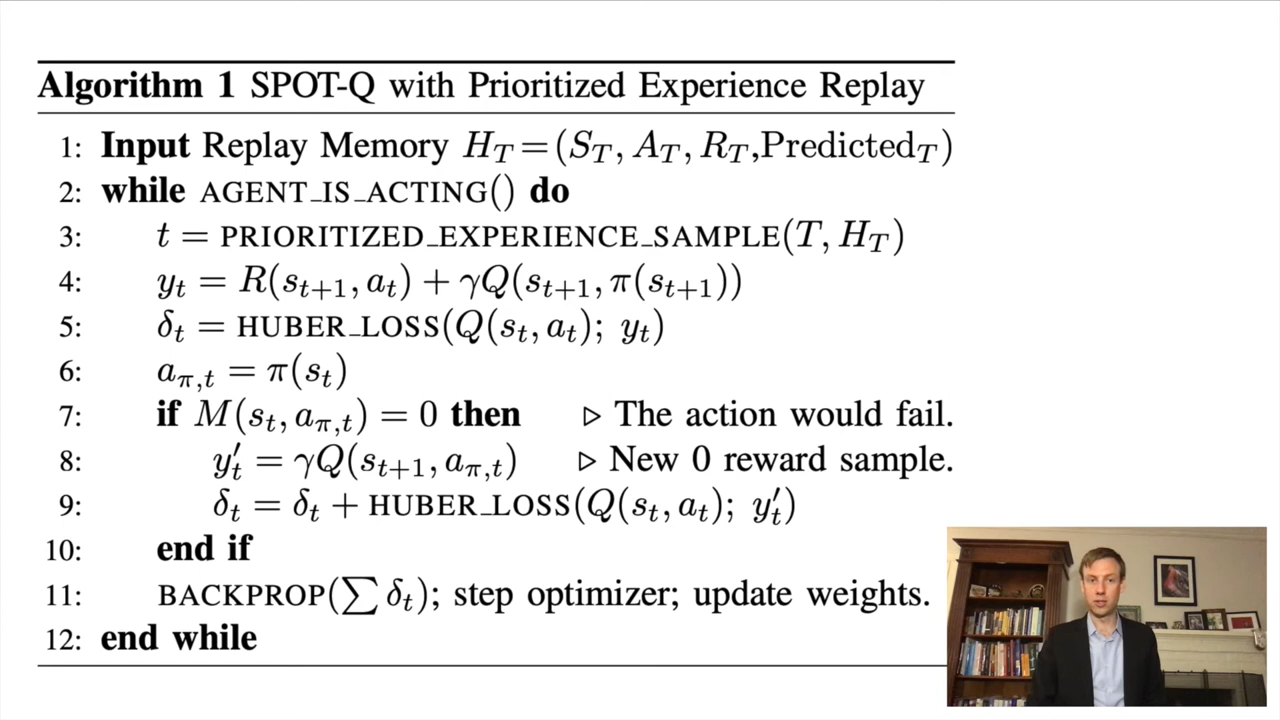 Algorithm 1 SPOT-Q with Prioritized Experience Replay
1: Input Replay Memory H_T = (S_T, A_T, R_T, Predicted_T)
2: while AGENT_IS_ACTING() do
3: t = PRIORITIZED_EXPERIENCE_SAMPLE(T, H_T)
4: y_t = R(s_{t+1}, a_t) + γQ(s_{t+1}, π(s_{t+1}))
5: δ_t = HUBER_LOSS(Q(s_t, a_t); y_t)
6: a_{π,t} = π(s_t)
7: if M(s_t, a_{π,t}) = 0 then ▷ The action would fail.
8: y′_t = γQ(s_{t+1}, a_{π,t}) ▷ New 0 reward sample.
9: δ_t = δ_t + HUBER_LOSS(Q(s_t, a_t); y′_t)
10: end if
11: BACKPROP(∑ δ_t); step optimizer; update weights.
12: end while